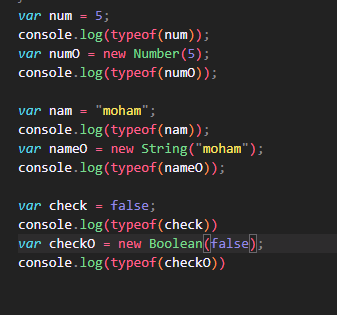 var num = 5;
console.log(typeof(num));
var numO = new Number(5);
console.log(typeof(numO));
var nam = "moham";
console.log(typeof(nam));
var nameO = new String("moham");
console.log(typeof(nameO));
var check = false;
console.log(typeof(check))
var checkO = new Boolean(false);
console.log(typeof(checkO))